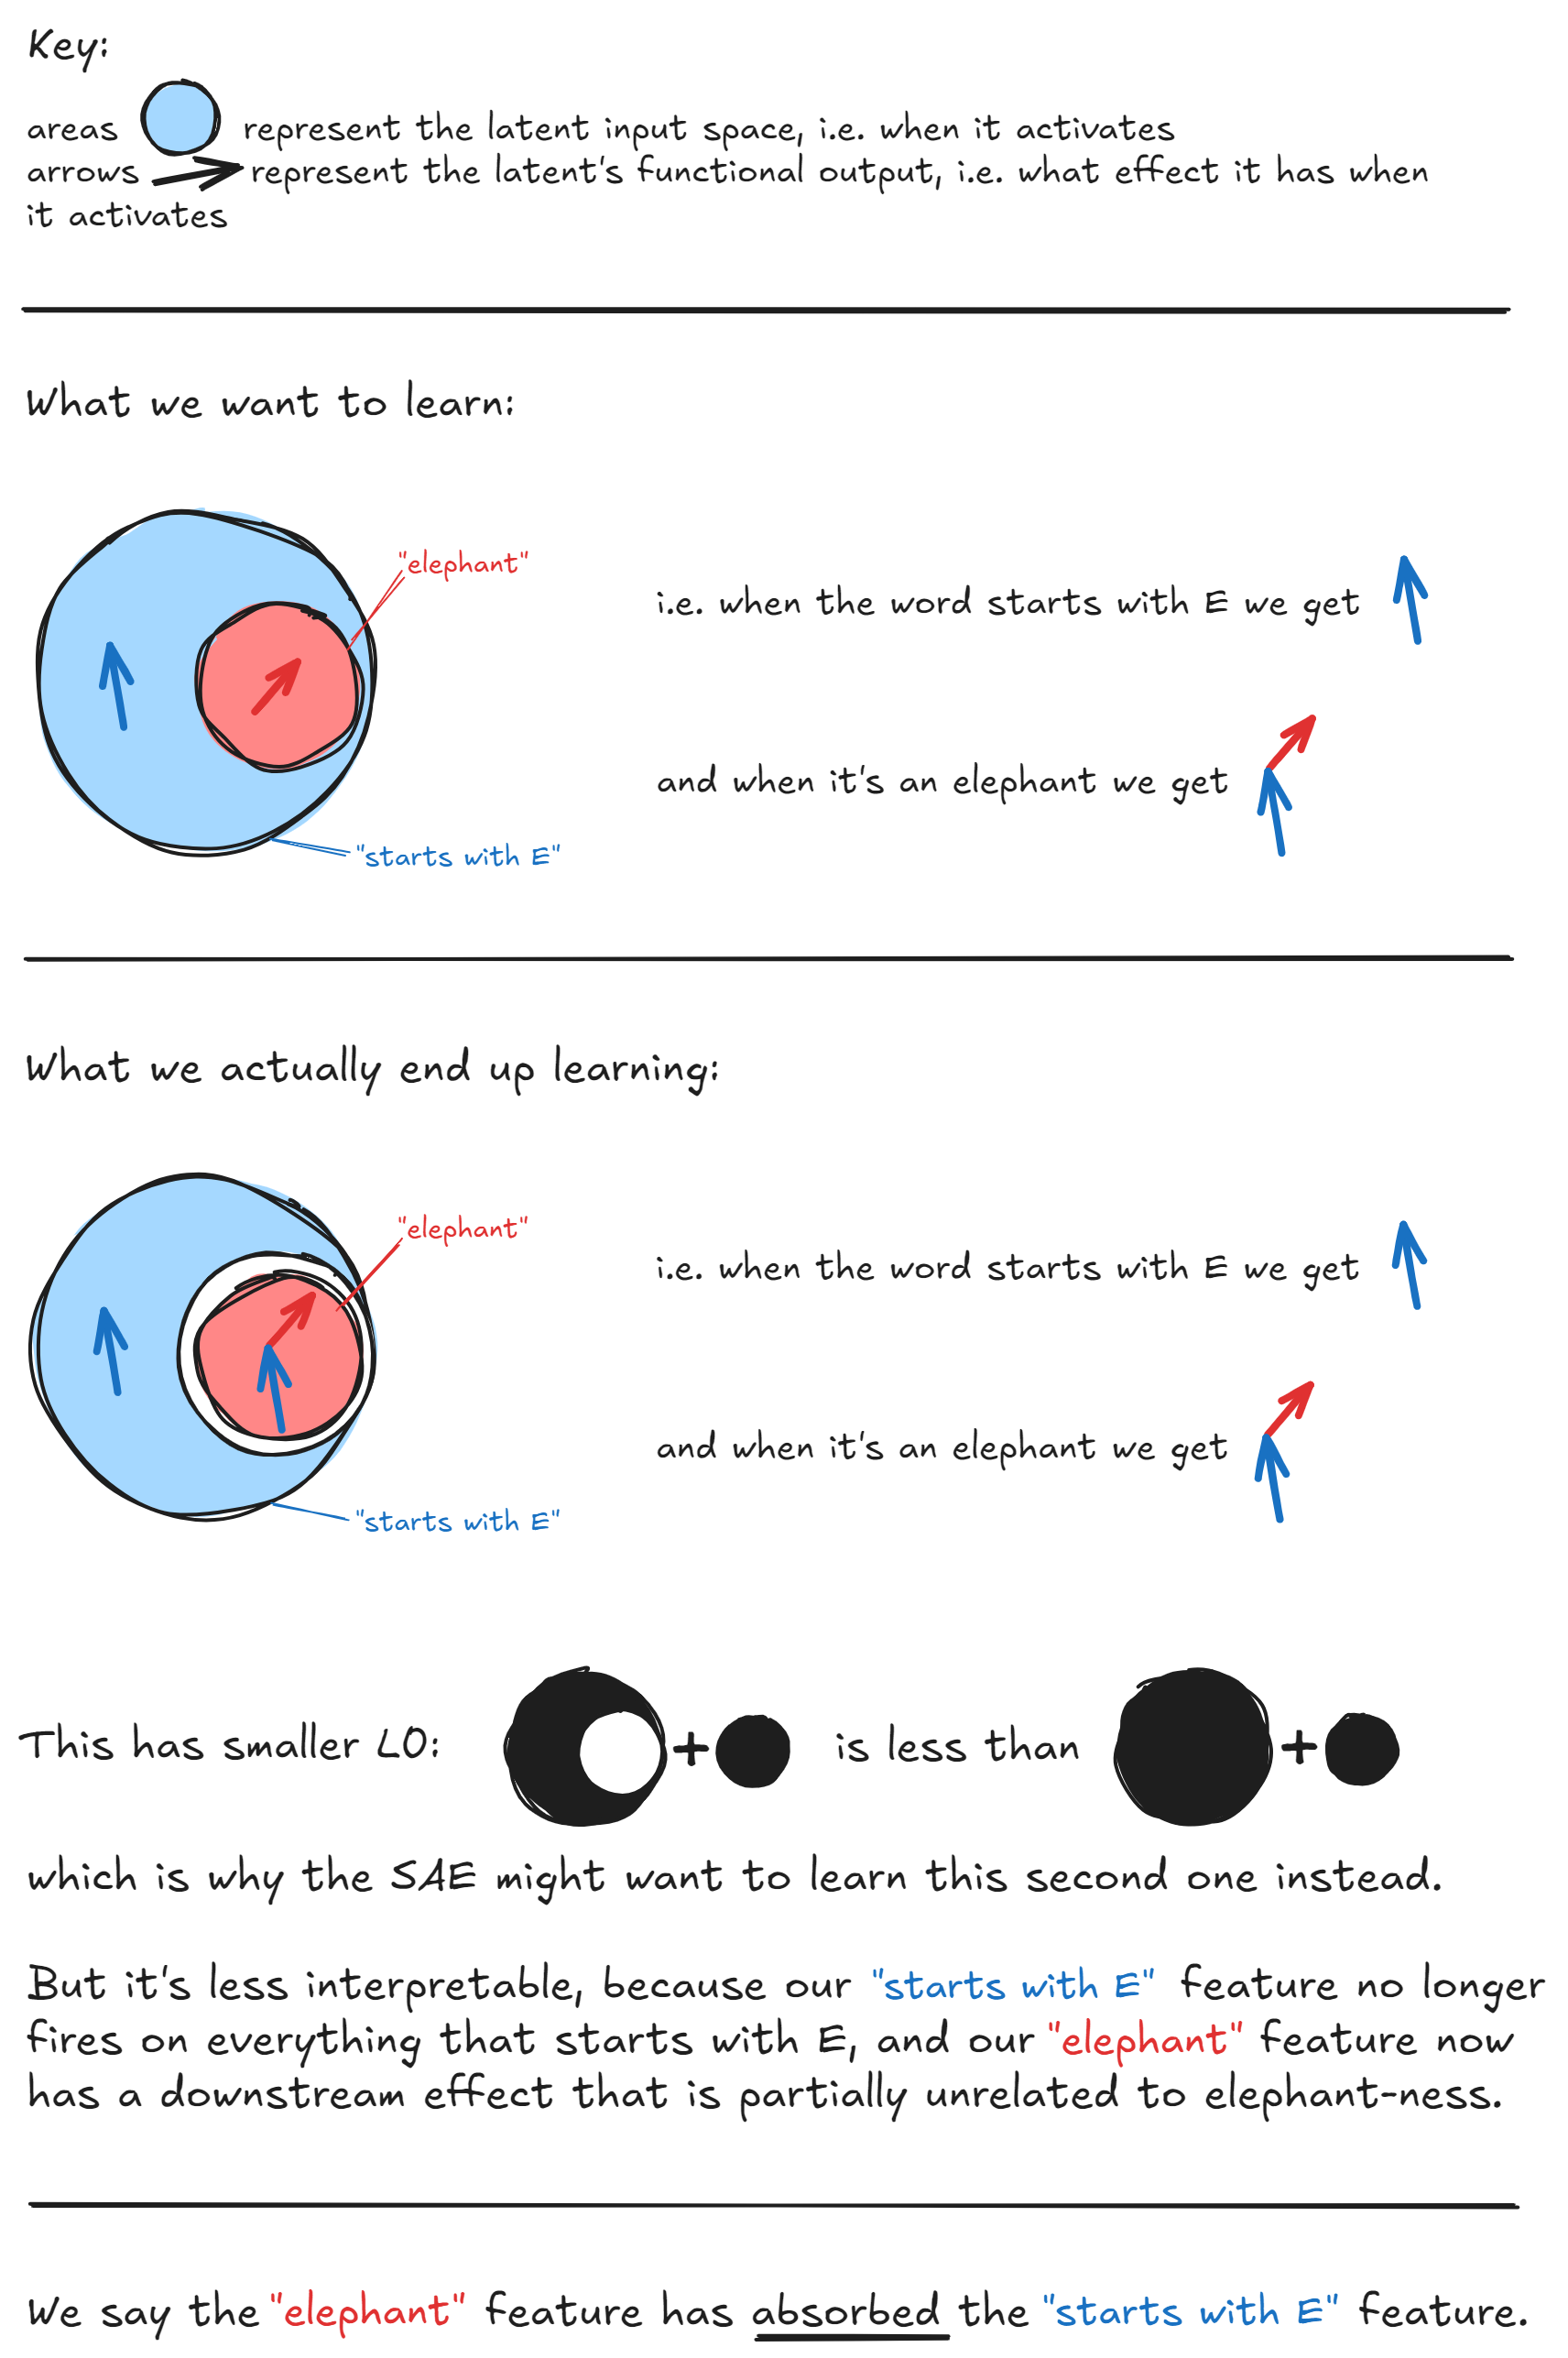 Key:
areas represent the latent input space, i.e. when it activates
arrows represent the latent's functional output, i.e. what effect it has when
it activates
What we want to learn:
"elephant"
i.e. when the word starts with E we get
and when it's an elephant we get
"starts with E"
What we actually end up learning:
"elephant"
i.e. when the word starts with E we get
and when it's an elephant we get
"starts with E"
This has smaller L0: + is less than +
which is why the SAE might want to learn this second one instead.
But it's less interpretable, because our "starts with E" feature no longer
fires on everything that starts with E, and our "elephant" feature now
has a downstream effect that is partially unrelated to elephant-ness.
We say the "elephant" feature has absorbed the "starts with E" feature.